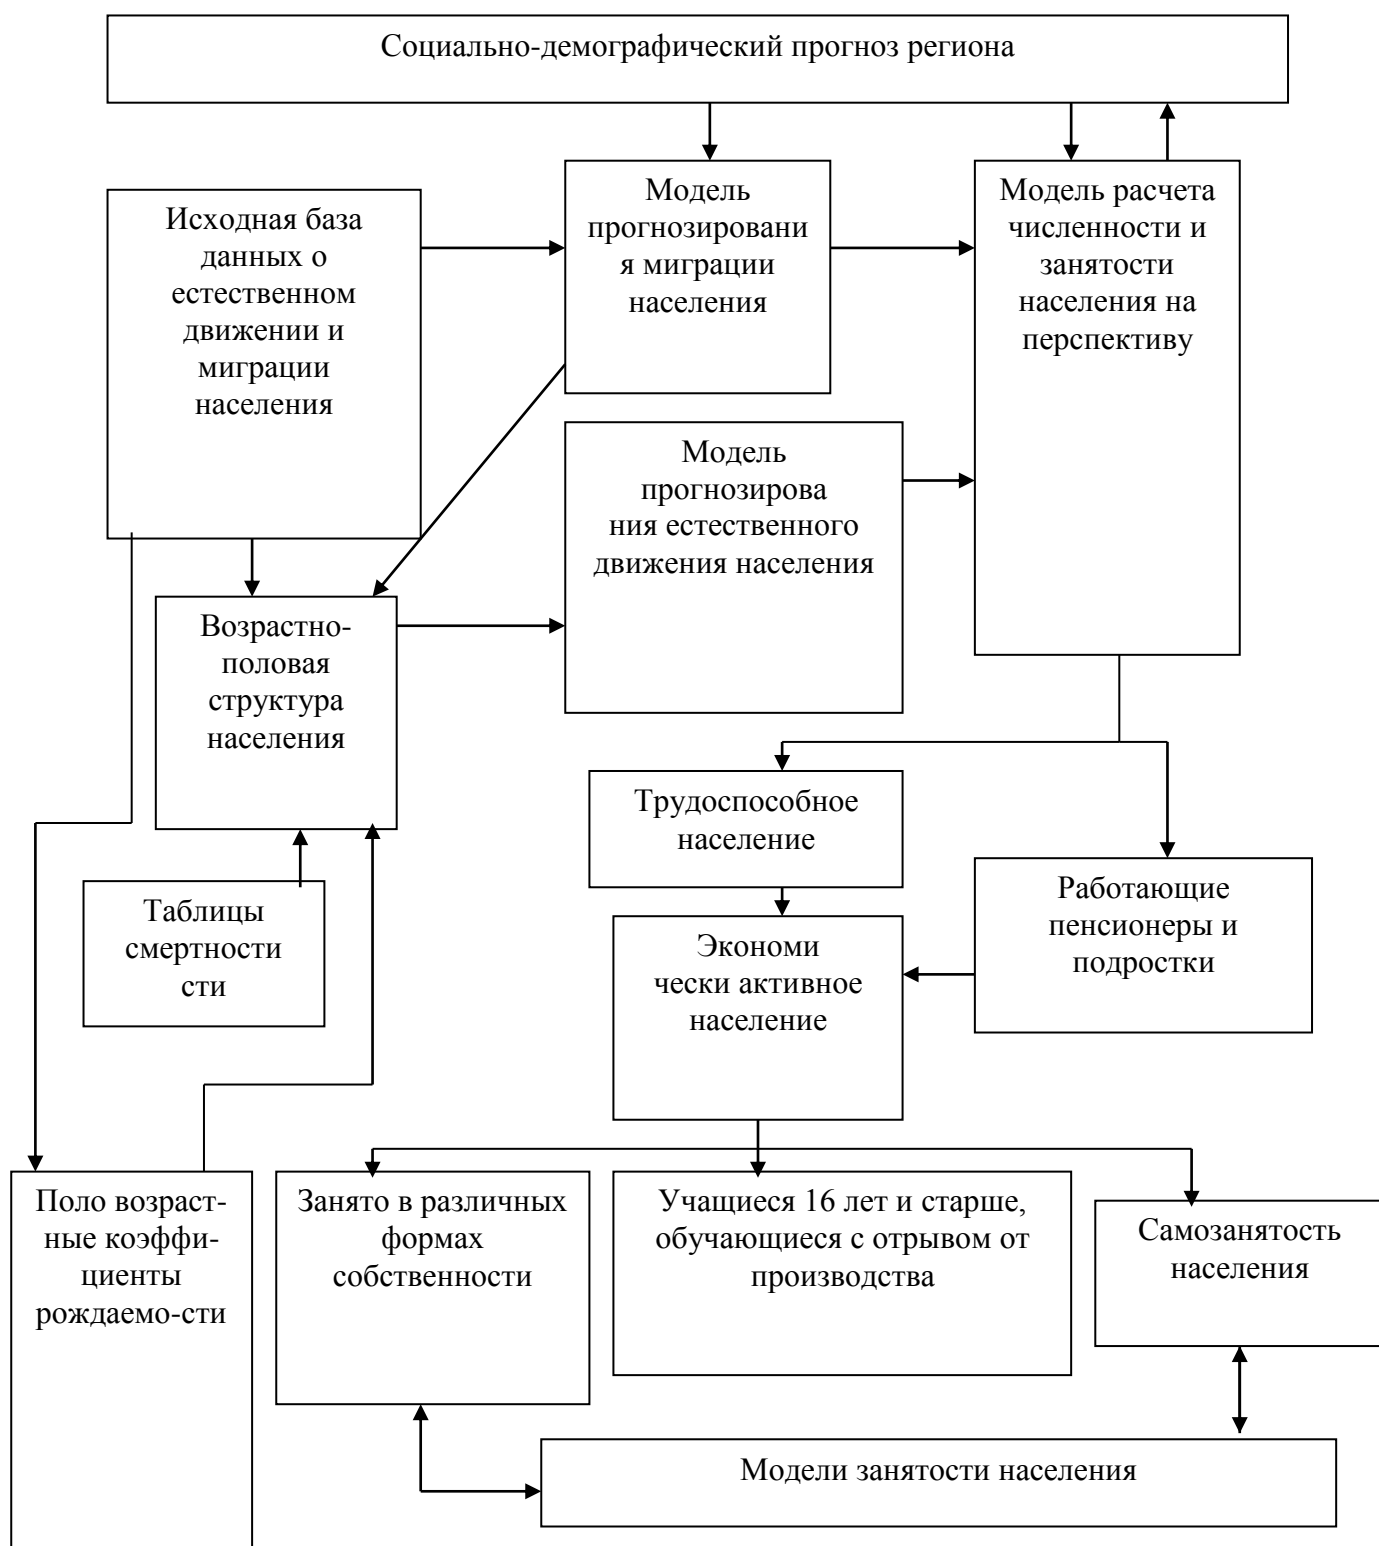 Социально-демографический прогноз региона
Исходная база
данных о
естественном
движении и
миграции
населения
Модель
прогнозировани
я миграции
населения
Модель расчета
численности и
занятости
населения на
перспективу
Модель
прогнозирова
ния естественного
движения населения
Возрастно-
половая
структура
населения
Трудоспособное
население
Таблицы
смертности
сти
Экономи
чески активное
население
Работающие
пенсионеры и
подростки
Поло возраст-
ные коэффи-
циенты
рождаемо-сти
Занято в различных
формах
собственности
Учащиеся 16 лет и старше,
обучающиеся с отрывом от
производства
Самозанятость
населения
Модели занятости населения